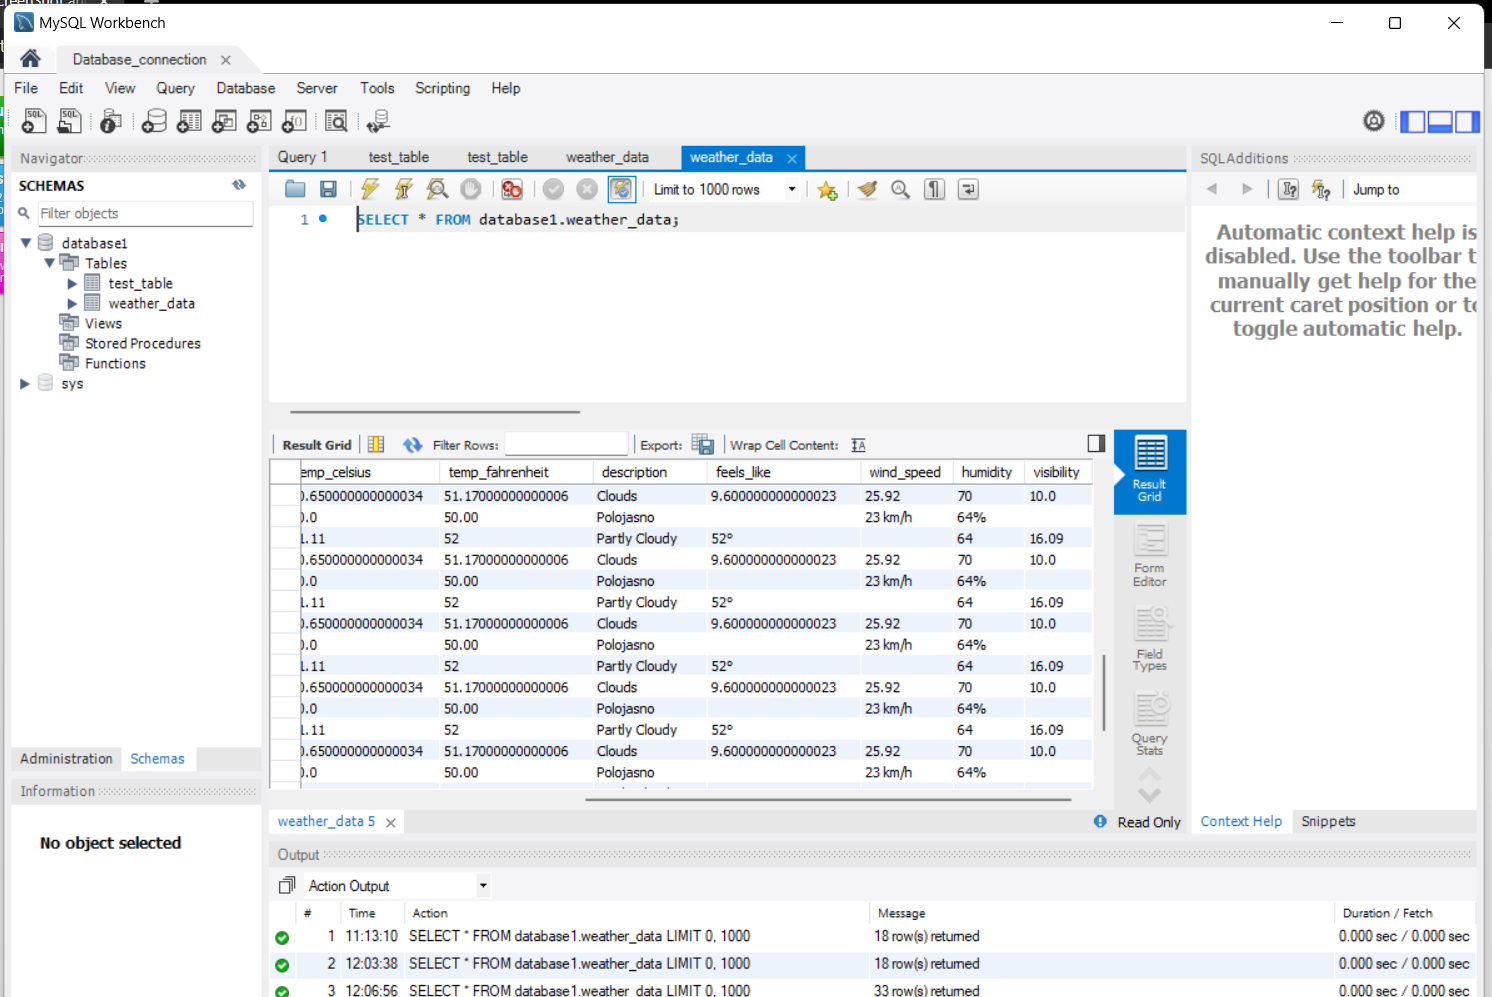 MySQL Workbench
Database_connection
File Edit View Query Database Server Tools Scripting Help
Navigator
SCHEMAS
Filter objects
database1
Tables
test_table
weather_data
Views
Stored Procedures
Functions
sys
Administration Schemas
Information
No object selected
Query 1 test_table test_table weather_data weather_data
Limit to 1000 rows
1 SELECT * FROM database1.weather_data;
Result Grid Filter Rows: Export: Wrap Cell Content:
emp_celsius temp_fahrenheit description feels_like wind_speed humidity visibility
0.650000000000034 51.17000000000006 Clouds 9.600000000000023 25.92 70 10.0
0.0 50.00 Polojasno 23 km/h 64%
1.11 52 Partly Cloudy 52° 64 16.09
0.650000000000034 51.17000000000006 Clouds 9.600000000000023 25.92 70 10.0
0.0 50.00 Polojasno 23 km/h 64%
1.11 52 Partly Cloudy 52° 64 16.09
0.650000000000034 51.17000000000006 Clouds 9.600000000000023 25.92 70 10.0
0.0 50.00 Polojasno 23 km/h 64%
1.11 52 Partly Cloudy 52° 64 16.09
0.650000000000034 51.17000000000006 Clouds 9.600000000000023 25.92 70 10.0
0.0 50.00 Polojasno 23 km/h 64%
1.11 52 Partly Cloudy 52° 64 16.09
0.650000000000034 51.17000000000006 Clouds 9.600000000000023 25.92 70 10.0
0.0 50.00 Polojasno 23 km/h 64%
Result
Grid
Form
Editor
Field
Types
Query
Stats
weather_data 5
Read Only
SQLAdditions
Jump to
Automatic context help is
disabled. Use the toolbar t
manually get help for the
current caret position or to
toggle automatic help.
Context Help Snippets
Output
Action Output
# Time Action Message Duration / Fetch
1 11:13:10 SELECT * FROM database1.weather_data LIMIT 0, 1000 18 row(s) returned 0.000 sec / 0.000 sec
2 12:03:38 SELECT * FROM database1.weather_data LIMIT 0, 1000 18 row(s) returned 0.000 sec / 0.000 sec
3 12:06:56 SELECT * FROM database1.weather_data LIMIT 0, 1000 33 row(s) returned 0.000 sec / 0.000 sec